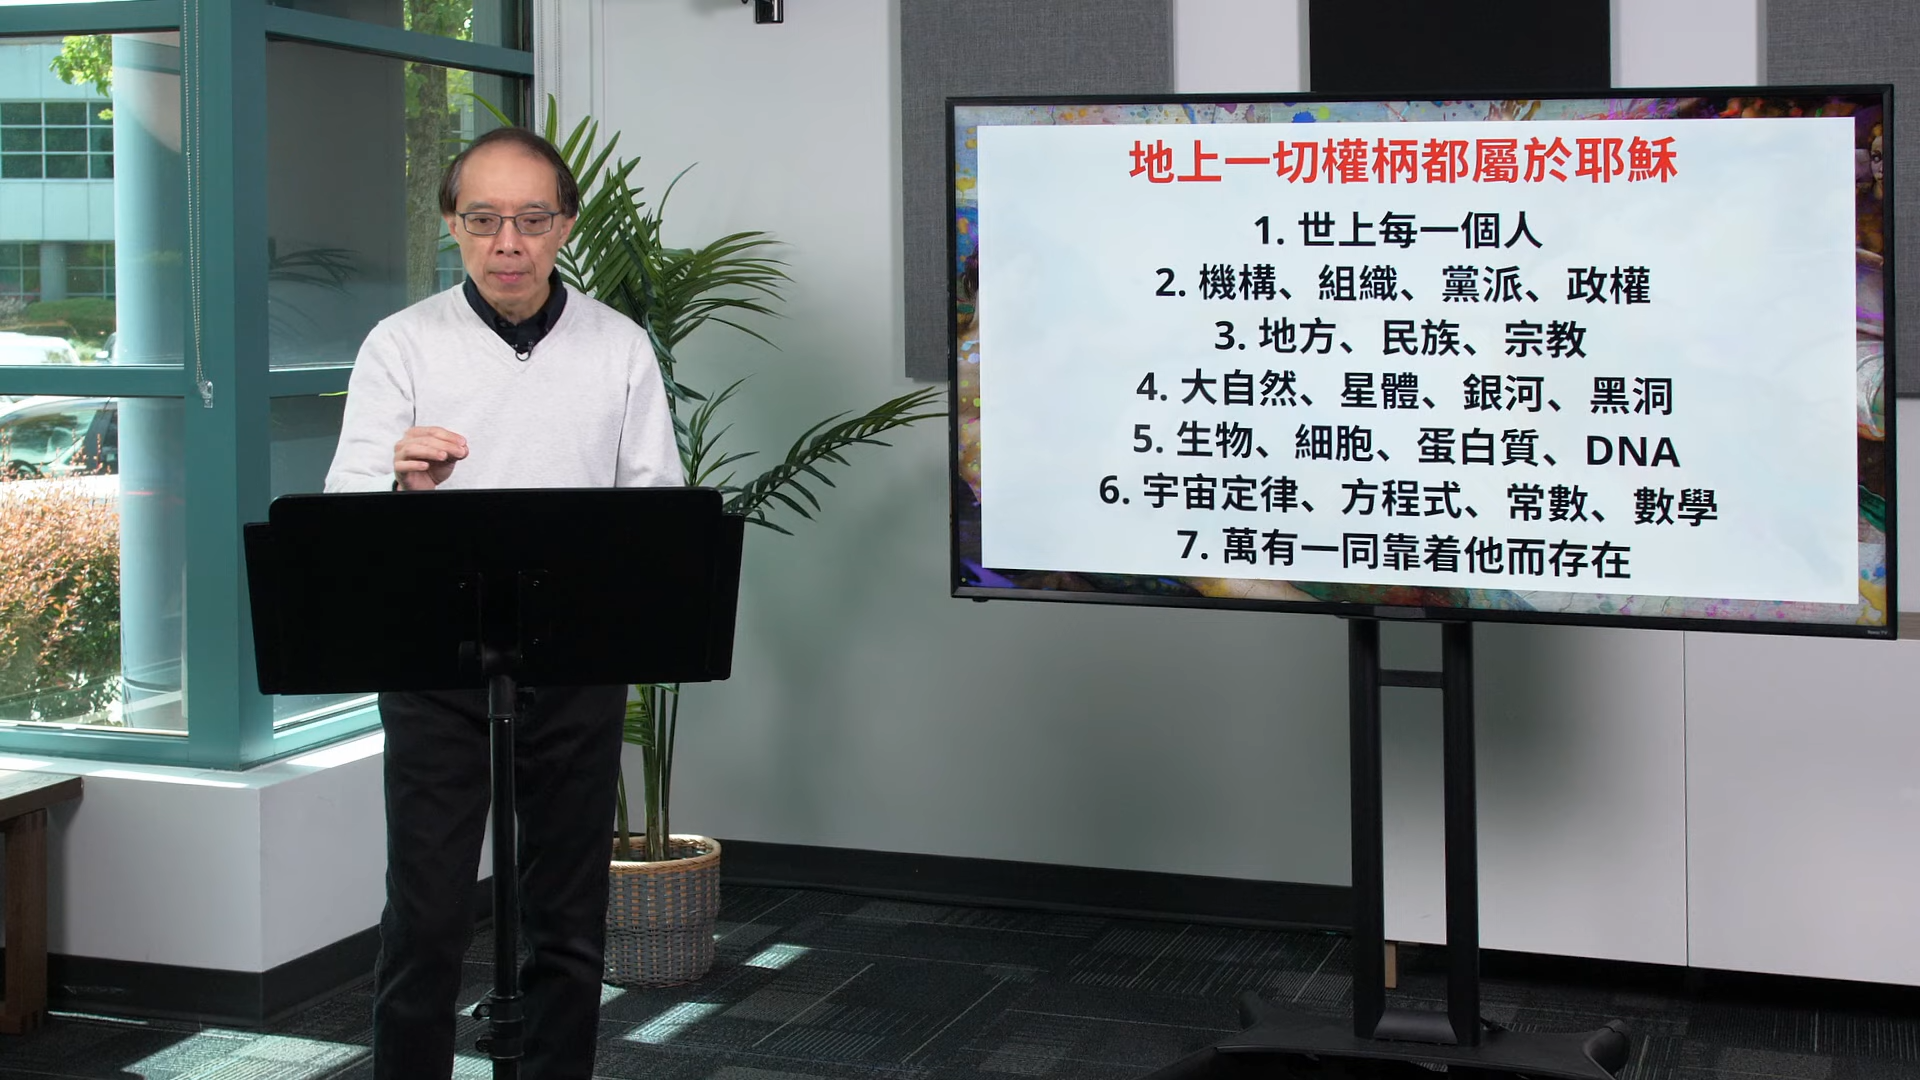 地上一切權柄都屬於耶穌
1. 世上每一個人
2. 機構、組織、黨派、政權
3. 地方、民族、宗教
4. 大自然、星體、銀河、黑洞
5. 生物、細胞、蛋白質、DNA
6. 宇宙定律、方程式、常數、數學
7. 萬有一同靠着他而存在